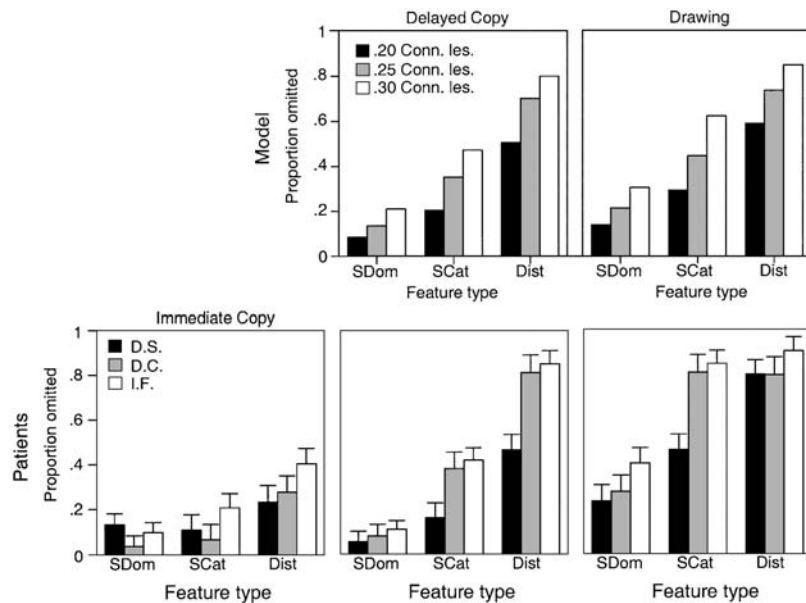 Delayed Copy
Drawing
Model
Proportion omitted
1
.8
.6
.4
.2
0
.20 Conn. les.
.25 Conn. les.
.30 Conn. les.
SDom SCat Dist
Feature type
SDom SCat Dist
Feature type
Immediate Copy
Patients
Proportion omitted
1
.8
.6
.4
.2
0
D.S.
D.C.
I.F.
SDom SCat Dist
Feature type
SDom SCat Dist
Feature type
SDom SCat Dist
Feature type